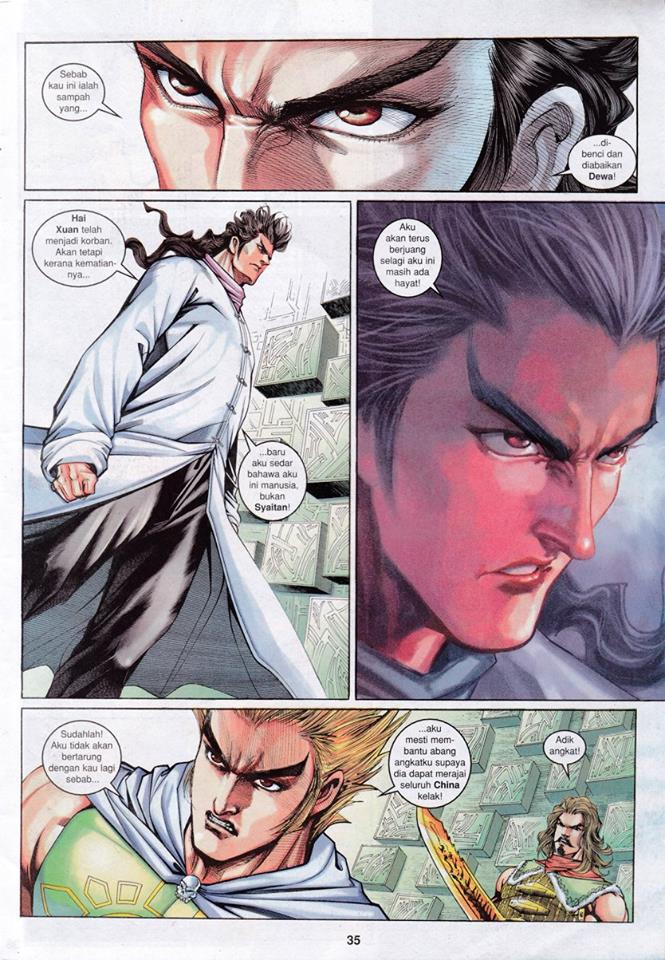 Sebab
kau ini ialah
sampah
yang...
...di-
benci dan
diabaikan
Dewa!
Hai
Xuan telah
menjadi korban.
Akan tetapi
kerana kematian-
nya...
...baru
aku sedar
bahawa aku
ini manusia,
bukan
Syaitan!
Aku
akan terus
berjuang
selagi aku ini
masih ada
hayat!
Sudahlah!
Aku tidak akan
bertarung
dengan kau lagi
sebab...
...aku
mesti mem-
bantu abang
angkatku supaya
dia dapat merajai
seluruh China
kelak!
Adik
angkat!
35